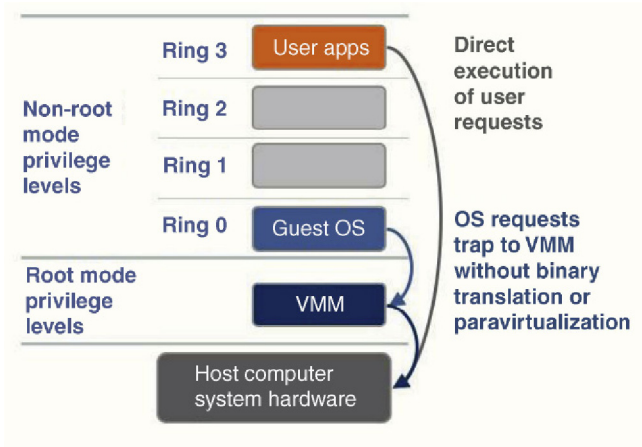 Ring 3
User apps
Direct
execution
of user
requests
Non-root
mode
privilege
levels
Ring 2
Ring 1
Ring 0
Guest OS
OS requests
trap to VMM
without binary
translation or
paravirtualization
Root mode
privilege
levels
VMM
Host computer
system hardware